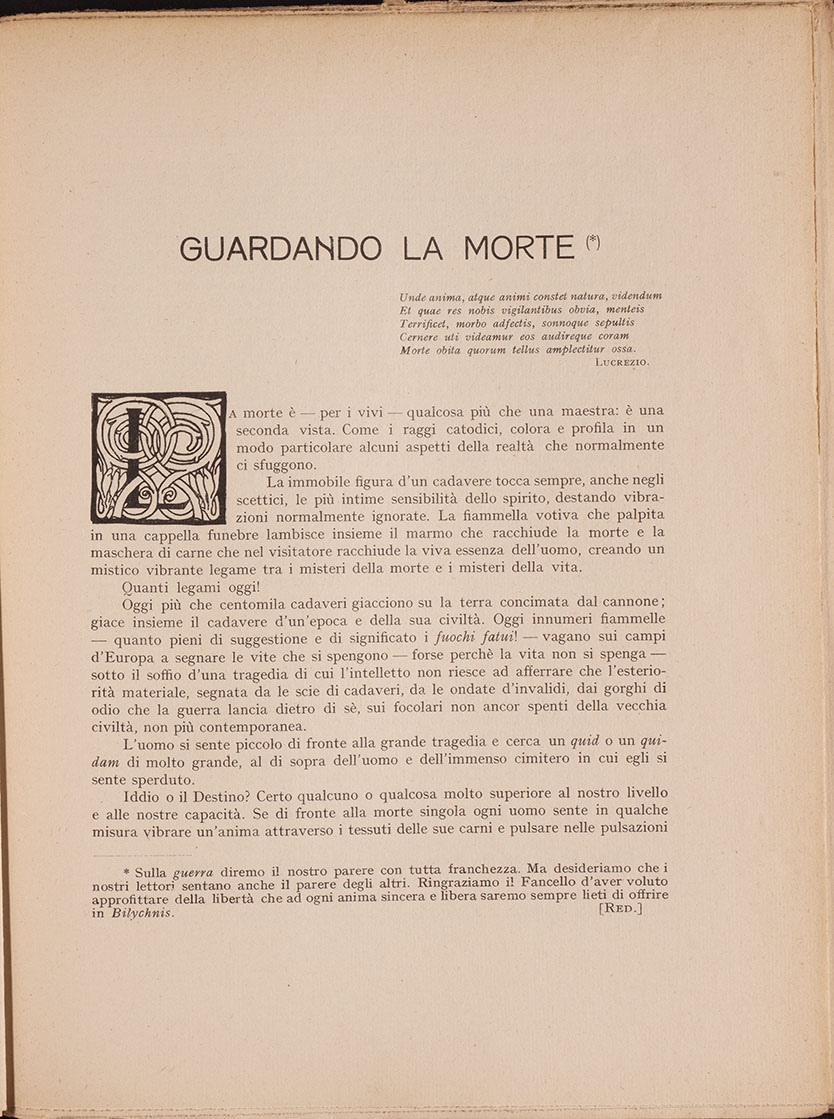 GUARDANDO LA MORTE (*)
Unde anima, atque animi constet natura, videndum
Et quae res nobis vigilantibus obvia, menteis
Terrificet, morbo adfectis, sonnoque sepultis
Cernere uti videamur eos audireque coram
Morte obita quorum tellus amplectitur ossa.
LUCREZIO.
LA morte è — per i vivi — qualcosa più che una maestra: è una
seconda vista. Come i raggi catodici, colora e profila in un
modo particolare alcuni aspetti della realtà che normalmente
ci sfuggono.
La immobile figura d'un cadavere tocca sempre, anche negli
scettici, le più intime sensibilità dello spirito, destando vibra-
zioni normalmente ignorate. La fiammella votiva che palpita
in una cappella funebre lambisce insieme il marmo che racchiude la morte e la
maschera di carne che nel visitatore racchiude la viva essenza dell'uomo, creando un
mistico vibrante legame tra i misteri della morte e i misteri della vita.
Quanti legami oggi!
Oggi più che centomila cadaveri giacciono su la terra concimata dal cannone;
giace insieme il cadavere d'un'epoca e della sua civiltà. Oggi innumeri fiammelle
— quanto pieni di suggestione e di significato i fuochi fatui! — vagano sui campi
d'Europa a segnare le vite che si spengono — forse perchè la vita non si spenga —
sotto il soffio d'una tragedia di cui l'intelletto non riesce ad afferrare che l'esterio-
rità materiale, segnata da le scie di cadaveri, da le ondate d'invalidi, dai gorghi di
odio che la guerra lancia dietro di sè, sui focolari non ancor spenti della vecchia
civiltà, non più contemporanea.
L'uomo si sente piccolo di fronte alla grande tragedia e cerca un quid o un qui-
dam di molto grande, al di sopra dell'uomo e dell'immenso cimitero in cui egli si
sente sperduto.
Iddio o il Destino? Certo qualcuno o qualcosa molto superiore al nostro livello
e alle nostre capacità. Se di fronte alla morte singola ogni uomo sente in qualche
misura vibrare un'anima attraverso i tessuti delle sue carni e pulsare nelle pulsazioni
* Sulla guerra diremo il nostro parere con tutta franchezza. Ma desideriamo che i
nostri lettori sentano anche il parere degli altri. Ringraziamo il Fancello d'aver voluto
approfittare della libertà che ad ogni anima sincera e libera saremo sempre lieti di offrire
in Bilychnis. [RED.]